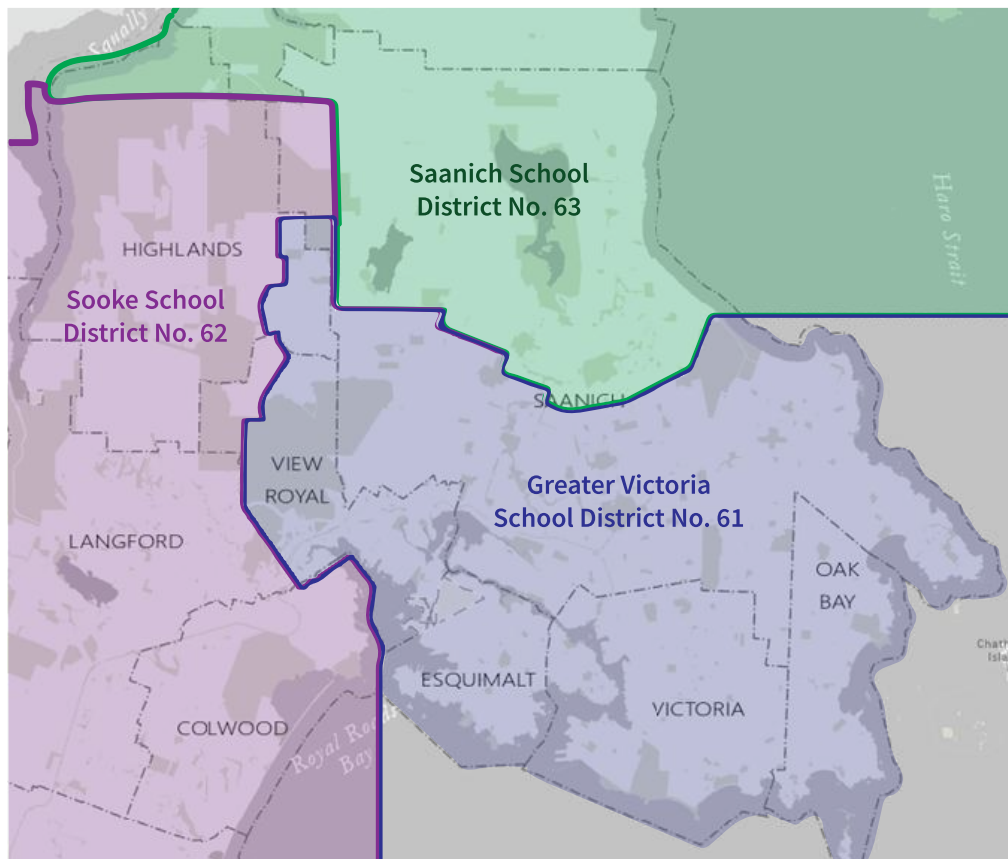 Squally
Saanich School
District No. 63
Haro Strait
HIGHLANDS
Sooke School
District No. 62
SAANICH
VIEW
ROYAL
Greater Victoria
School District No. 61
LANGFORD
OAK
BAY
ESQUIMALT
VICTORIA
COLWOOD
Royal Roads
Bay